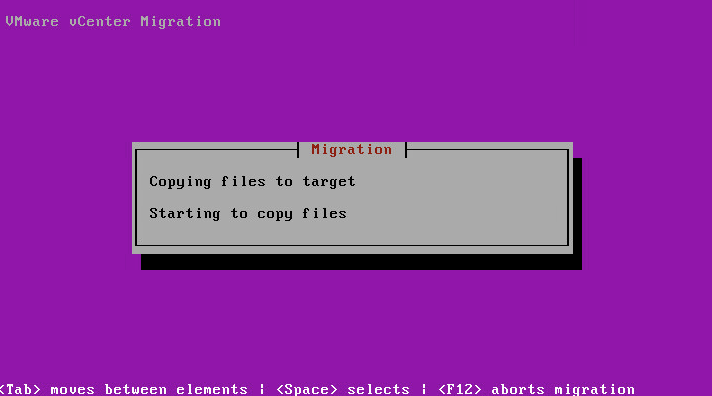 VMware vCenter Migration
Migration
Copying files to target
Starting to copy files
<Tab> moves between elements ¦ <Space> selects ¦ <F12> aborts migration